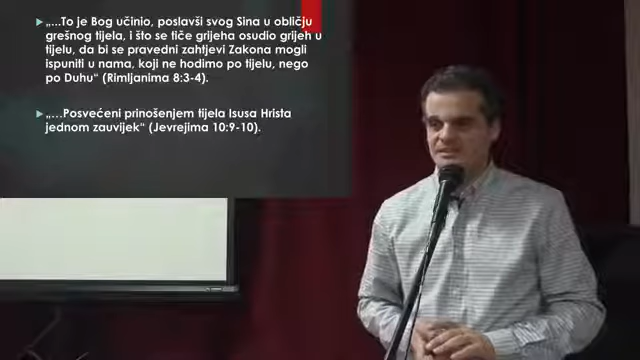 „...To je Bog učinio, poslavši svog Sina u obličju
grešnog tijela, i što se tiče grijeha osudio grijeh u
tijelu, da bi se pravedni zahtjevi Zakona mogli
ispuniti u nama, koji ne hodimo po tijelu, nego
po Duhu“ (Rimljanima 8:3-4).
„...Posvećeni prinošenjem tijela Isusa Hrista
jednom zauvijek“ (Jevrejima 10:9-10).